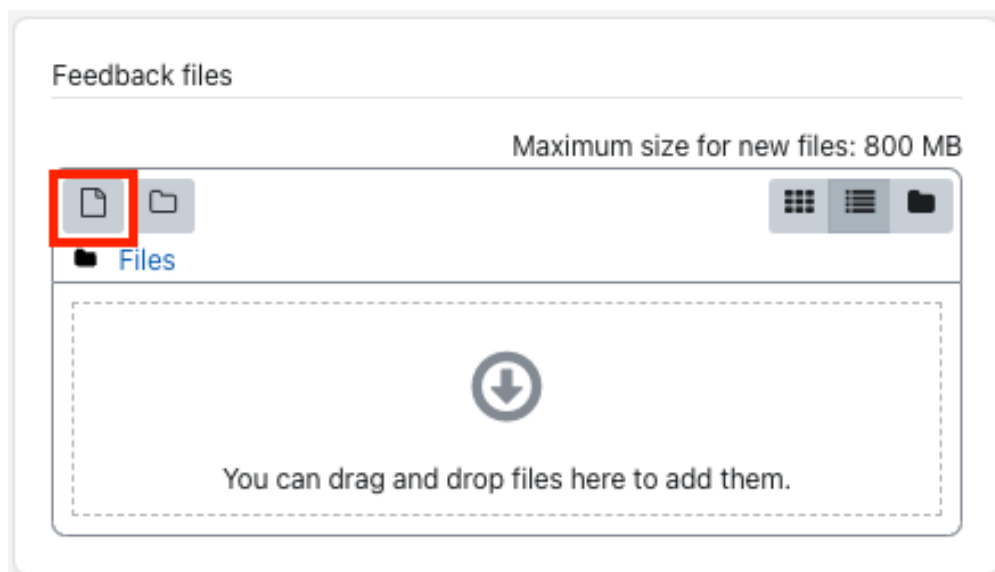 Feedback files
Maximum size for new files: 800 MB
Files
You can drag and drop files here to add them.